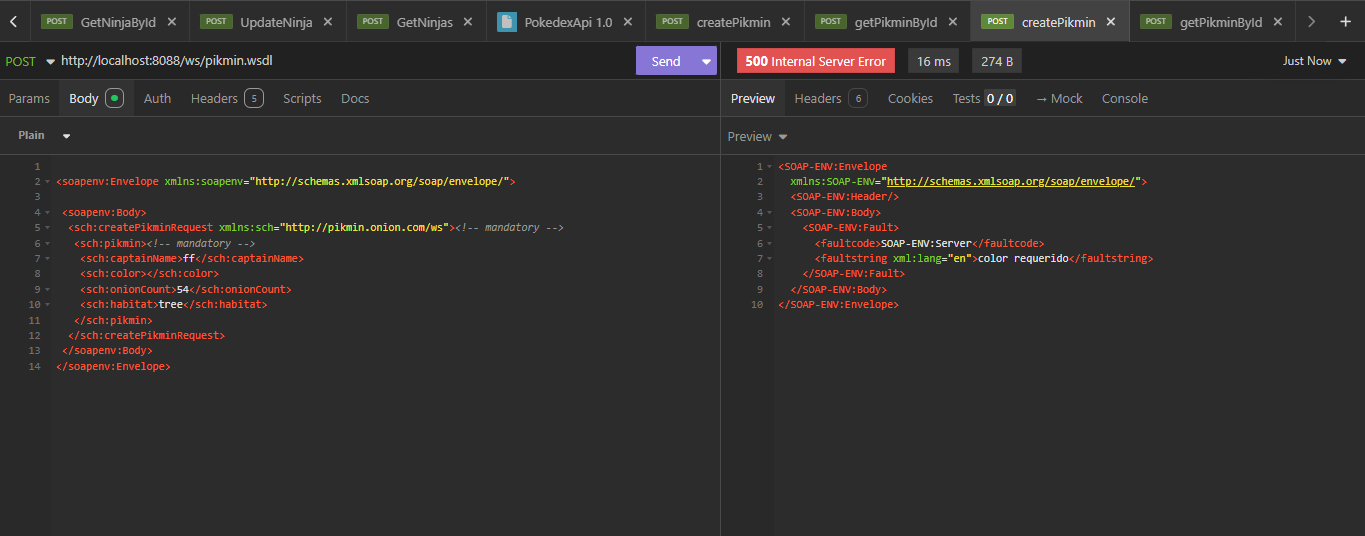 POST GetNinjaById
POST UpdateNinja
POST GetNinjas
PokedexApi 1.0
POST createPikmin
POST getPikminById
POST createPikmin
POST getPikminById
POST http://localhost:8088/ws/pikmin.wsdl Send
500 Internal Server Error 16 ms 274 B Just Now
Params Body Auth Headers 5 Scripts Docs
Preview Headers 6 Cookies Tests 0 / 0 → Mock Console
Plain
Preview
1
2 <soapenv:Envelope xmlns:soapenv="http://schemas.xmlsoap.org/soap/envelope/">
3
4 <soapenv:Body>
5 <sch:createPikminRequest xmlns:sch="http://pikmin.onion.com/ws"><!-- mandatory -->
6 <sch:pikmin><!-- mandatory -->
7 <sch:captainName>ff</sch:captainName>
8 <sch:color></sch:color>
9 <sch:onionCount>54</sch:onionCount>
10 <sch:habitat>tree</sch:habitat>
11 </sch:pikmin>
12 </sch:createPikminRequest>
13 </soapenv:Body>
14 </soapenv:Envelope>
1 <SOAP-ENV:Envelope
2 xmlns:SOAP-ENV="http://schemas.xmlsoap.org/soap/envelope/">
3 <SOAP-ENV:Header/>
4 <SOAP-ENV:Body>
5 <SOAP-ENV:Fault>
6 <faultcode>SOAP-ENV:Server</faultcode>
7 <faultstring xml:lang="en">color requerido</faultstring>
8 </SOAP-ENV:Fault>
9 </SOAP-ENV:Body>
10 </SOAP-ENV:Envelope>